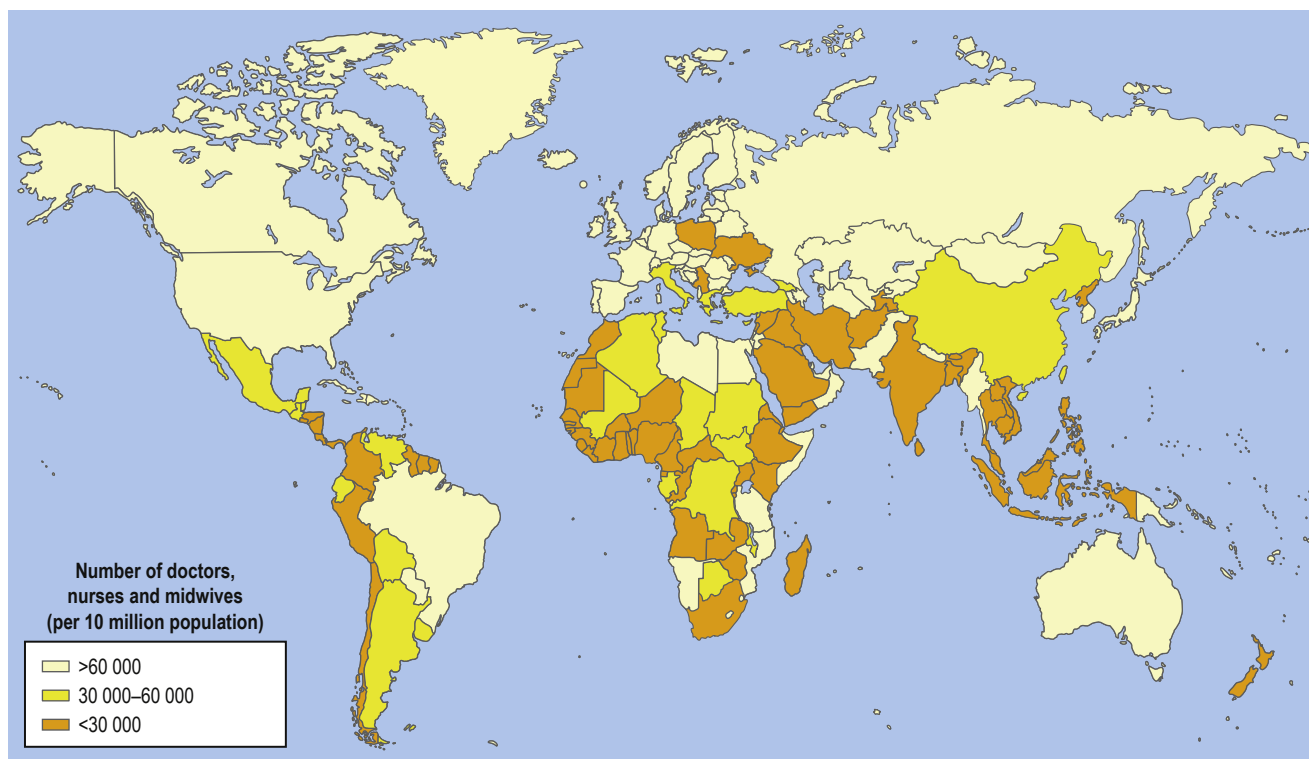 Number of doctors,
nurses and midwives
(per 10 million population)
>60 000
30 000–60 000
<30 000